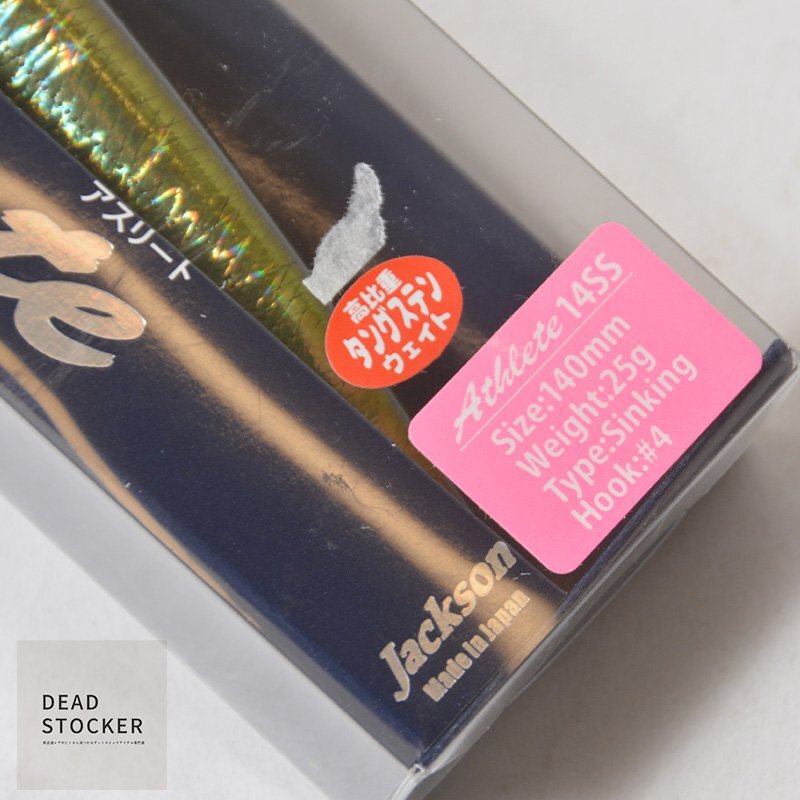 アスリート
te
高比重
タングステン
ウェイト
Athlete 14SS
Size:140mm
Weight:25g
Type:Sinking
Hook:#4
Jackson
Made in Japan
DEAD
STOCKER